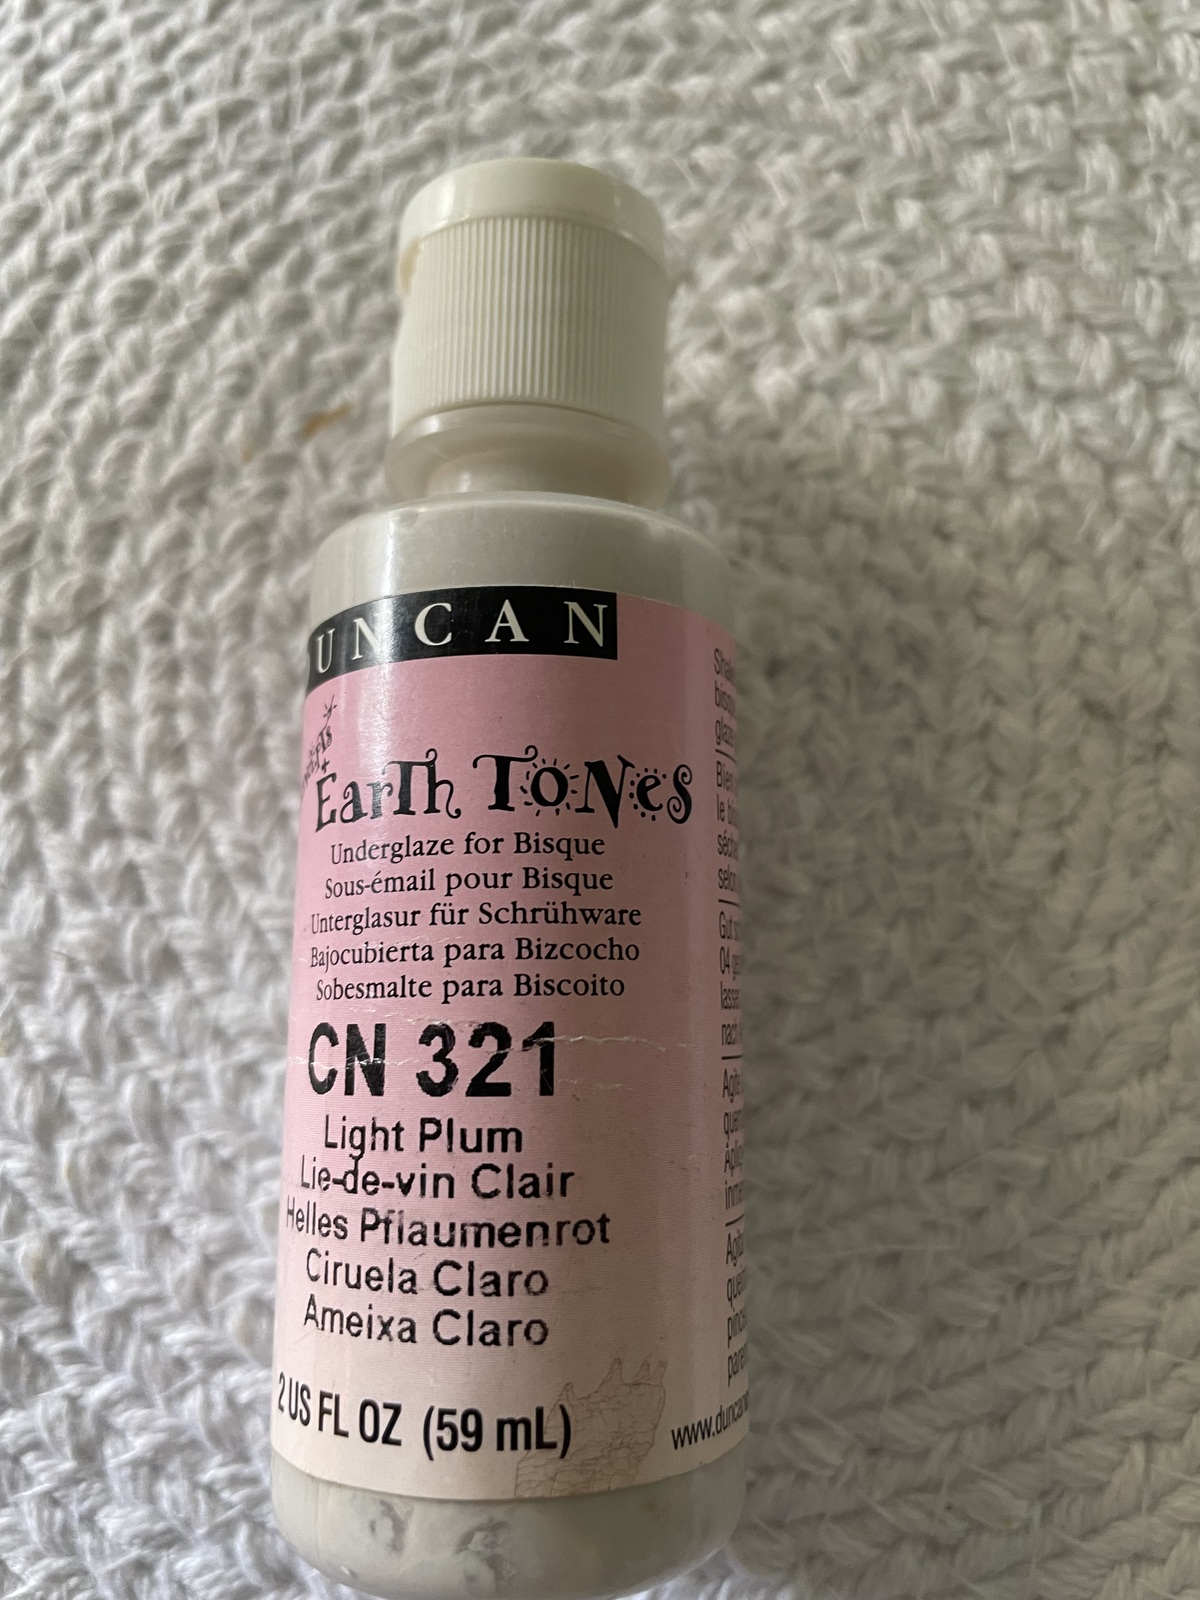 DUNCAN
Earth Tones
Underglaze for Bisque
Sous-émail pour Bisque
Unterglasur für Schrühware
Bajocubierta para Bizcocho
Sobesmalte para Biscoito
CN 321
Light Plum
Lie-de-vin Clair
Helles Pflaumenrot
Ciruela Claro
Ameixa Claro
2 US FL OZ (59 mL)